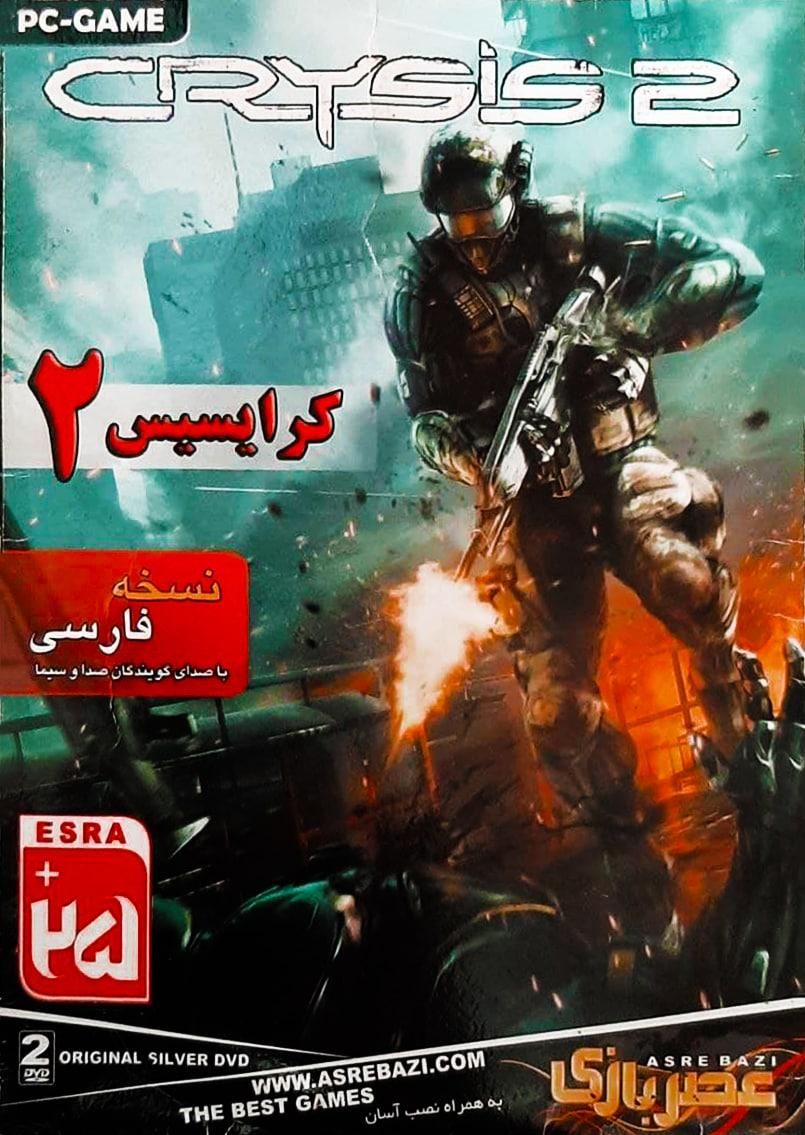 PC-GAME
CRYSIS 2
کرایسیس ۲
نسخه
فارسی
با صدای گویندگان صدا و سیما
ESRA
+۲۵
2 DVD
ORIGINAL SILVER DVD
WWW.ASREBAZI.COM
THE BEST GAMES
به همراه نصب آسان
ASRE BAZI
عصر بازی